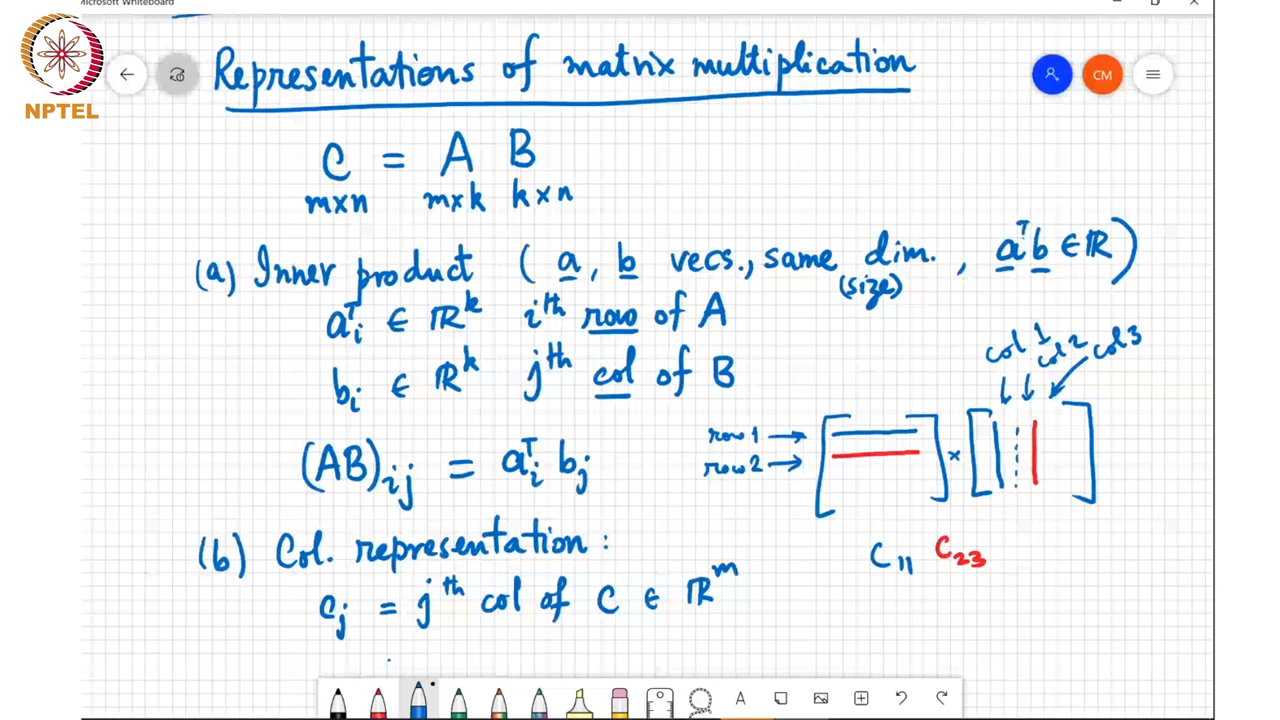 Microsoft Whiteboard
NPTEL
CM
Representations of matrix multiplication
C = A B
m×n m×k k×n
(a) Inner product ( a, b vecs., same dim. , aᵀb ∈ ℝ )
(size)
aᵢᵀ ∈ ℝᵏ iᵗʰ row of A
bᵢ ∈ ℝᵏ jᵗʰ col of B
col 1
col 2
col 3
row 1 →
row 2 →
×
(AB)ᵢⱼ = aᵢᵀ bⱼ
C₁₁ C₂₃
(b) Col. representation :
cⱼ = jᵗʰ col of C ∈ ℝᵐ
A